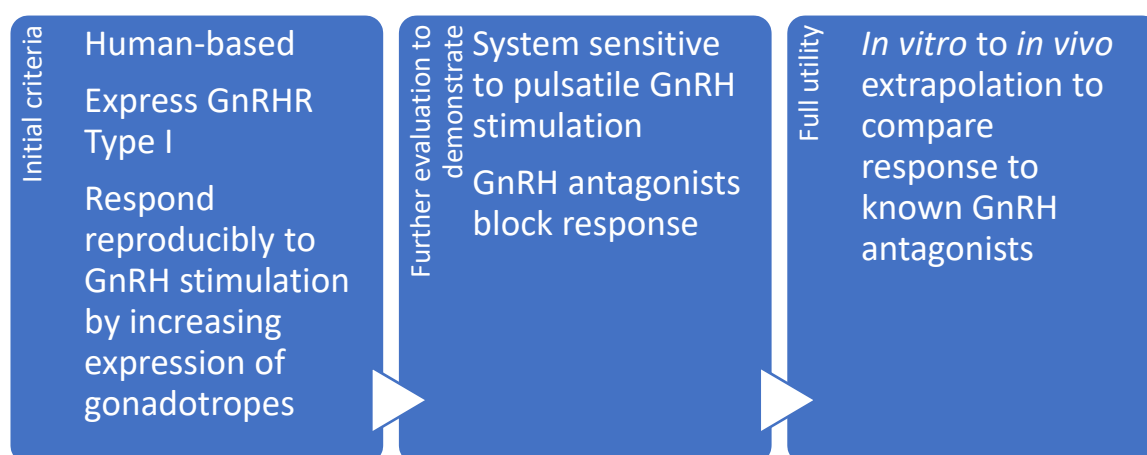 Initial criteria
Human-based
Express GnRHR
Type I
Respond
reproducibly to
GnRH stimulation
by increasing
expression of
gonadotropes
Further evaluation to
demonstrate
System sensitive
to pulsatile GnRH
stimulation
GnRH antagonists
block response
Full utility
In vitro to in vivo
extrapolation to
compare
response to
known GnRH
antagonists